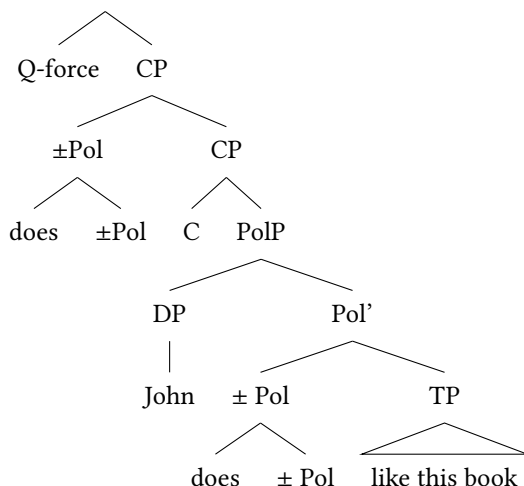 Q-force CP
±Pol CP
does ±Pol C PolP
DP Pol’
John ± Pol TP
does ± Pol like this book